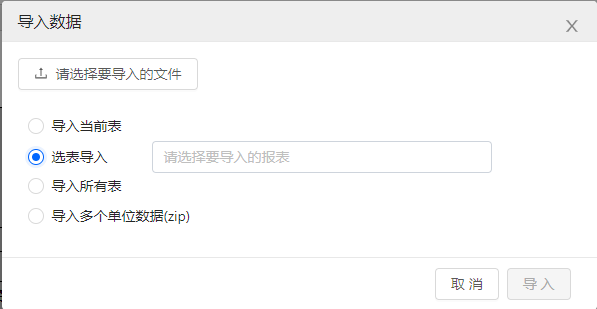 导入数据
请选择要导入的文件
导入当前表
选表导入 请选择要导入的报表
导入所有表
导入多个单位数据(zip)
取 消 导 入